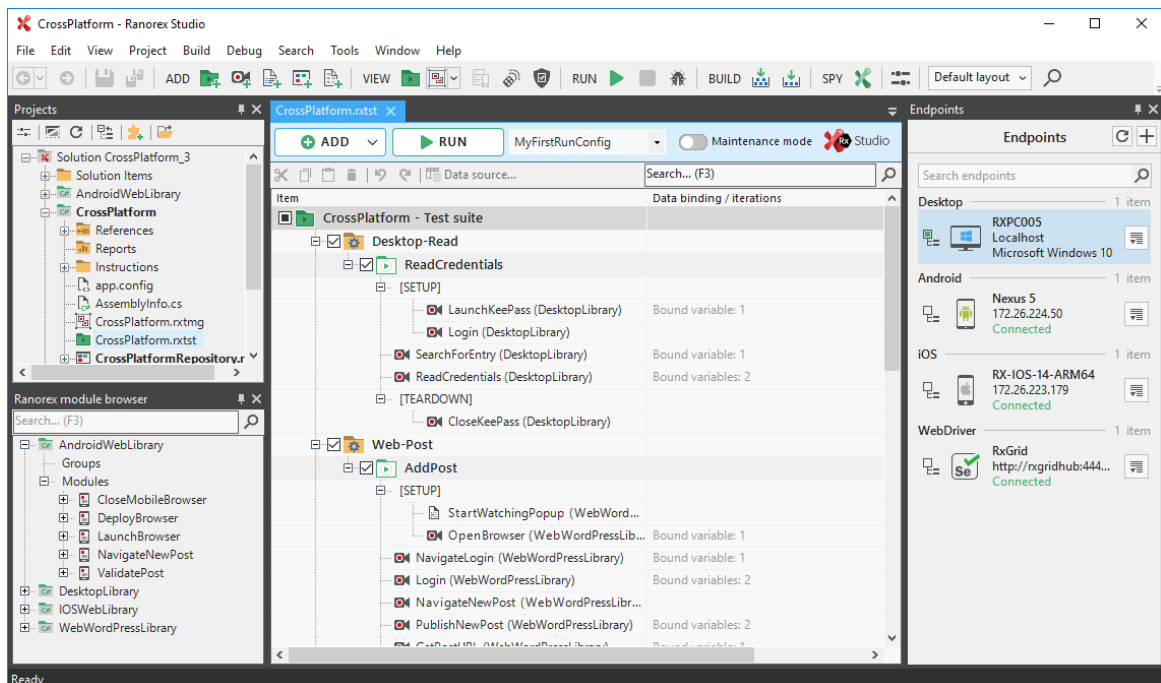 CrossPlatform - Ranorex Studio
File Edit View Project Build Debug Search Tools Window Help
ADD VIEW RUN BUILD SPY Default layout
Projects
Solution CrossPlatform_3
Solution Items
AndroidWebLibrary
CrossPlatform
References
Reports
Instructions
app.config
AssemblyInfo.cs
CrossPlatform.rxtmg
CrossPlatform.rxtst
CrossPlatformRepository.r
Ranorex module browser
Search... (F3)
AndroidWebLibrary
Groups
Modules
CloseMobileBrowser
DeployBrowser
LaunchBrowser
NavigateNewPost
ValidatePost
DesktopLibrary
IOSWebLibrary
WebWordPressLibrary
CrossPlatform.rxtst
ADD RUN MyFirstRunConfig Maintenance mode Rx Studio
Data source... Search... (F3)
Item Data binding / iterations
CrossPlatform - Test suite
Desktop-Read
ReadCredentials
[SETUP]
LaunchKeePass (DesktopLibrary) Bound variable: 1
Login (DesktopLibrary)
SearchForEntry (DesktopLibrary) Bound variable: 1
ReadCredentials (DesktopLibrary) Bound variables: 2
[TEARDOWN]
CloseKeePass (DesktopLibrary)
Web-Post
AddPost
[SETUP]
StartWatchingPopup (WebWord...
OpenBrowser (WebWordPressLib... Bound variable: 1
NavigateLogin (WebWordPressLibrary) Bound variable: 1
Login (WebWordPressLibrary) Bound variables: 2
NavigateNewPost (WebWordPressLibr...
PublishNewPost (WebWordPressLibrary) Bound variables: 2
Endpoints
Endpoints
Search endpoints
Desktop 1 item
RXPC005
Localhost
Microsoft Windows 10
Android 1 item
Nexus 5
172.26.224.50
Connected
iOS 1 item
RX-IOS-14-ARM64
172.26.223.179
Connected
WebDriver 1 item
RxGrid
Se http://rxgridhub:444...
Connected
Ready